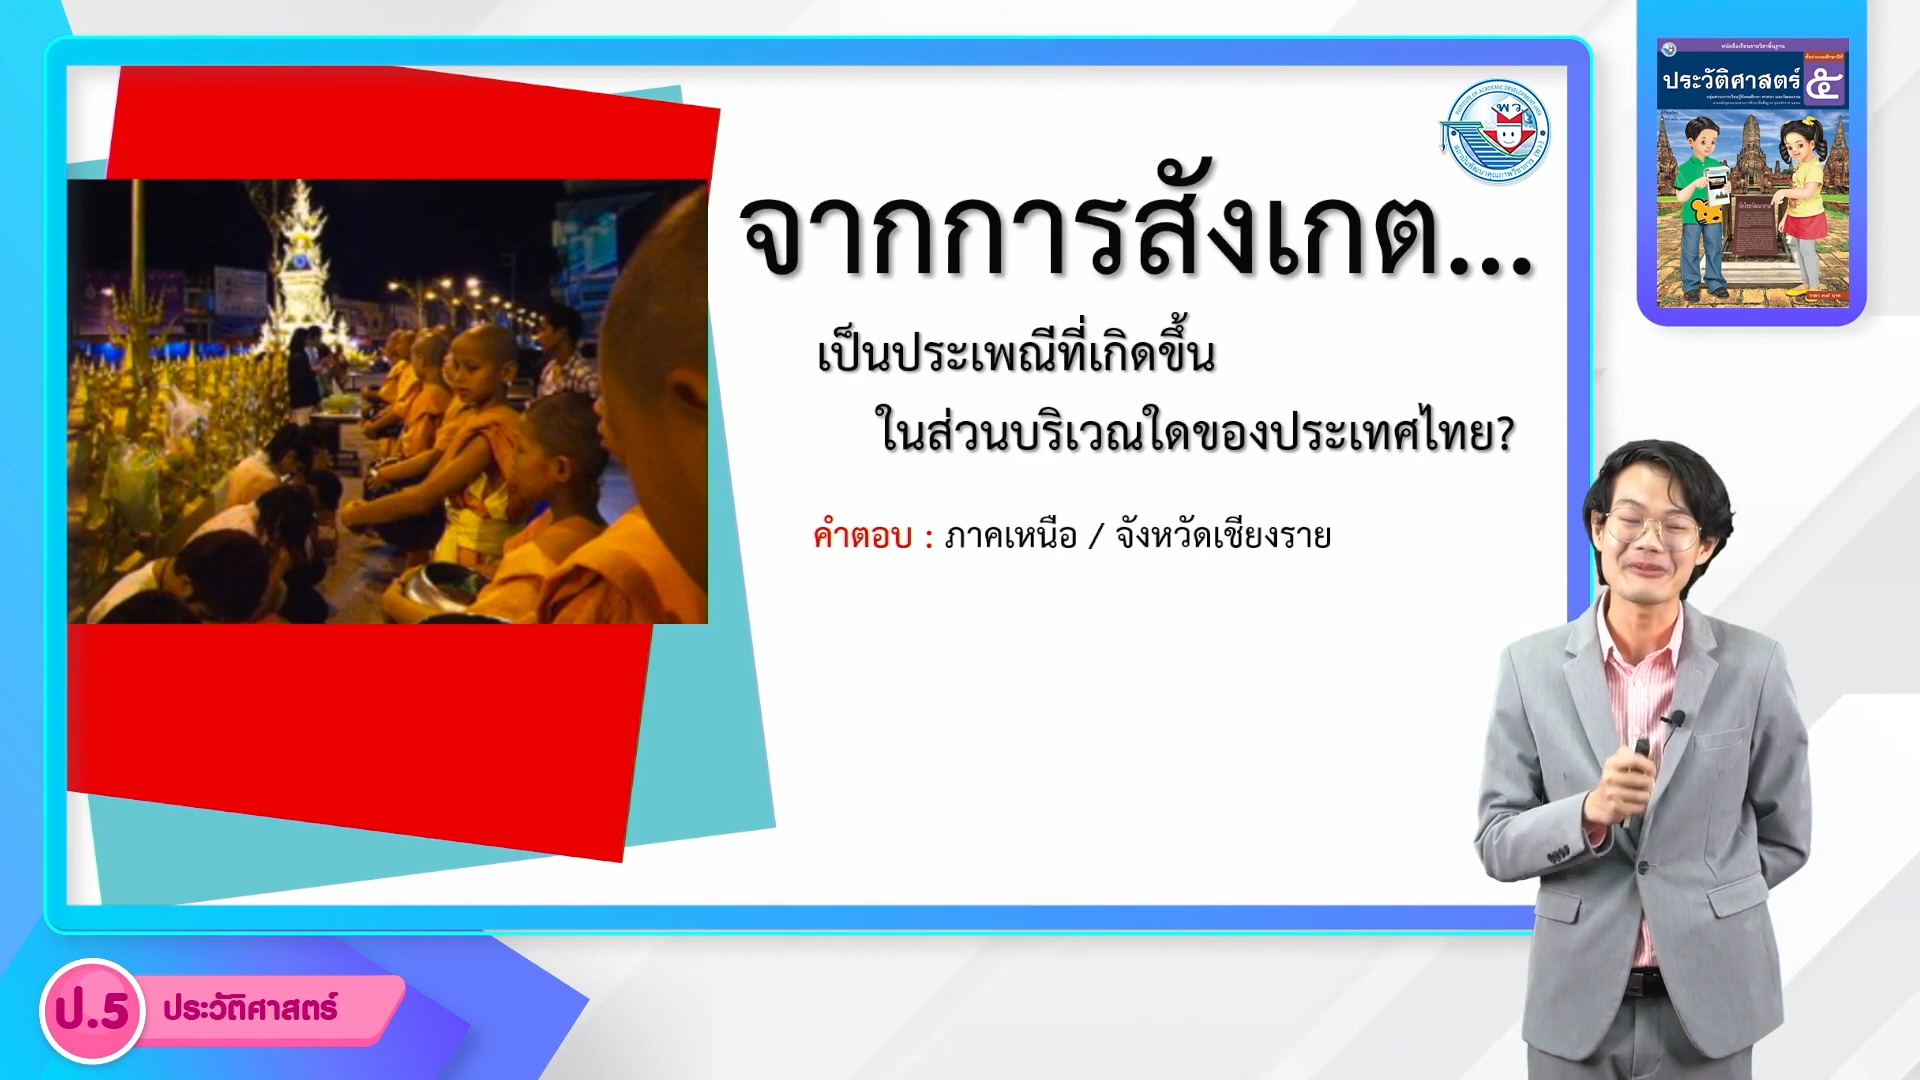 จากการสังเกต...
เป็นประเพณีที่เกิดขึ้น
ในส่วนบริเวณใดของประเทศไทย?
คำตอบ : ภาคเหนือ / จังหวัดเชียงราย
ประวัติศาสตร์
๕
พว.
ป.5 ประวัติศาสตร์